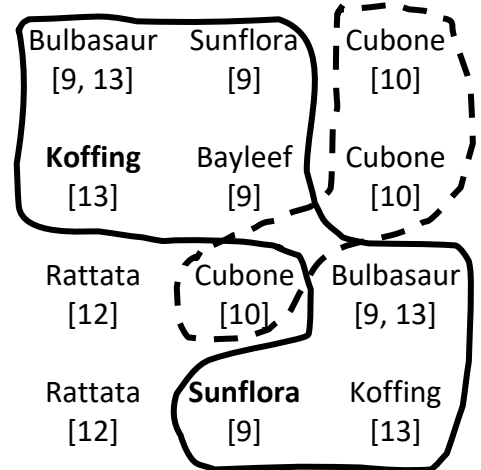 Bulbasaur Sunflora Cubone
[9, 13] [9] [10]
Koffing Bayleef Cubone
[13] [9] [10]
Rattata Cubone Bulbasaur
[12] [10] [9, 13]
Rattata Sunflora Koffing
[12] [9] [13]